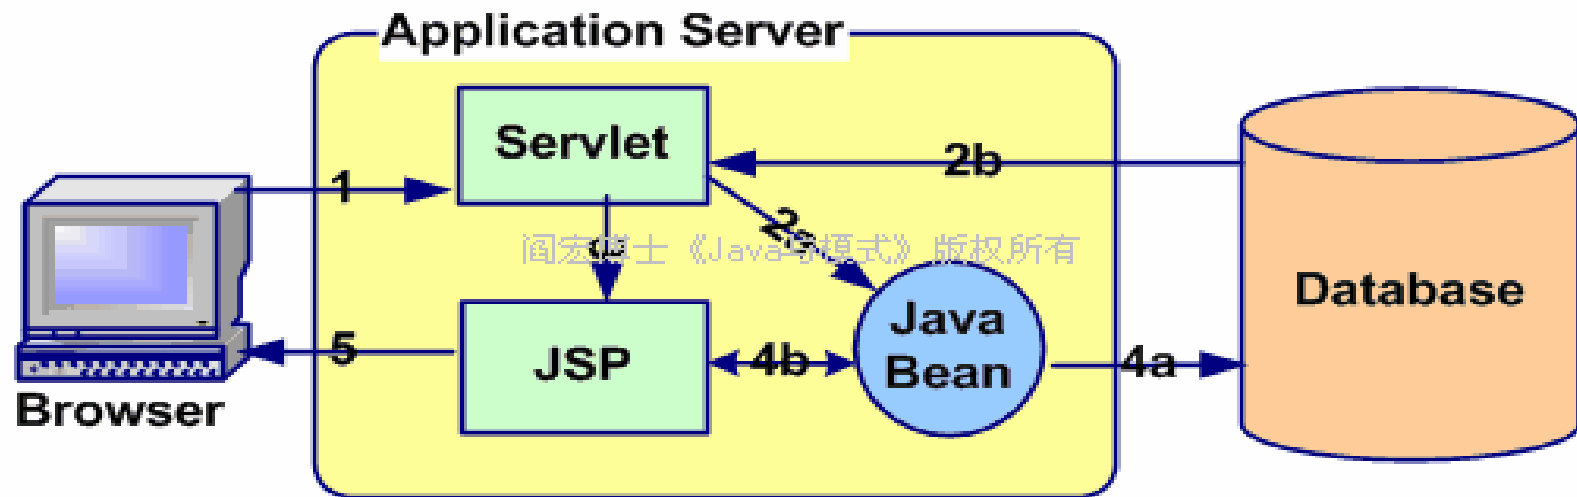 Application Server
Servlet
1
2b
2a
阎宏博士《Java与模式》版权所有
3
Database
Java
Bean
JSP
5
4b
4a
Browser